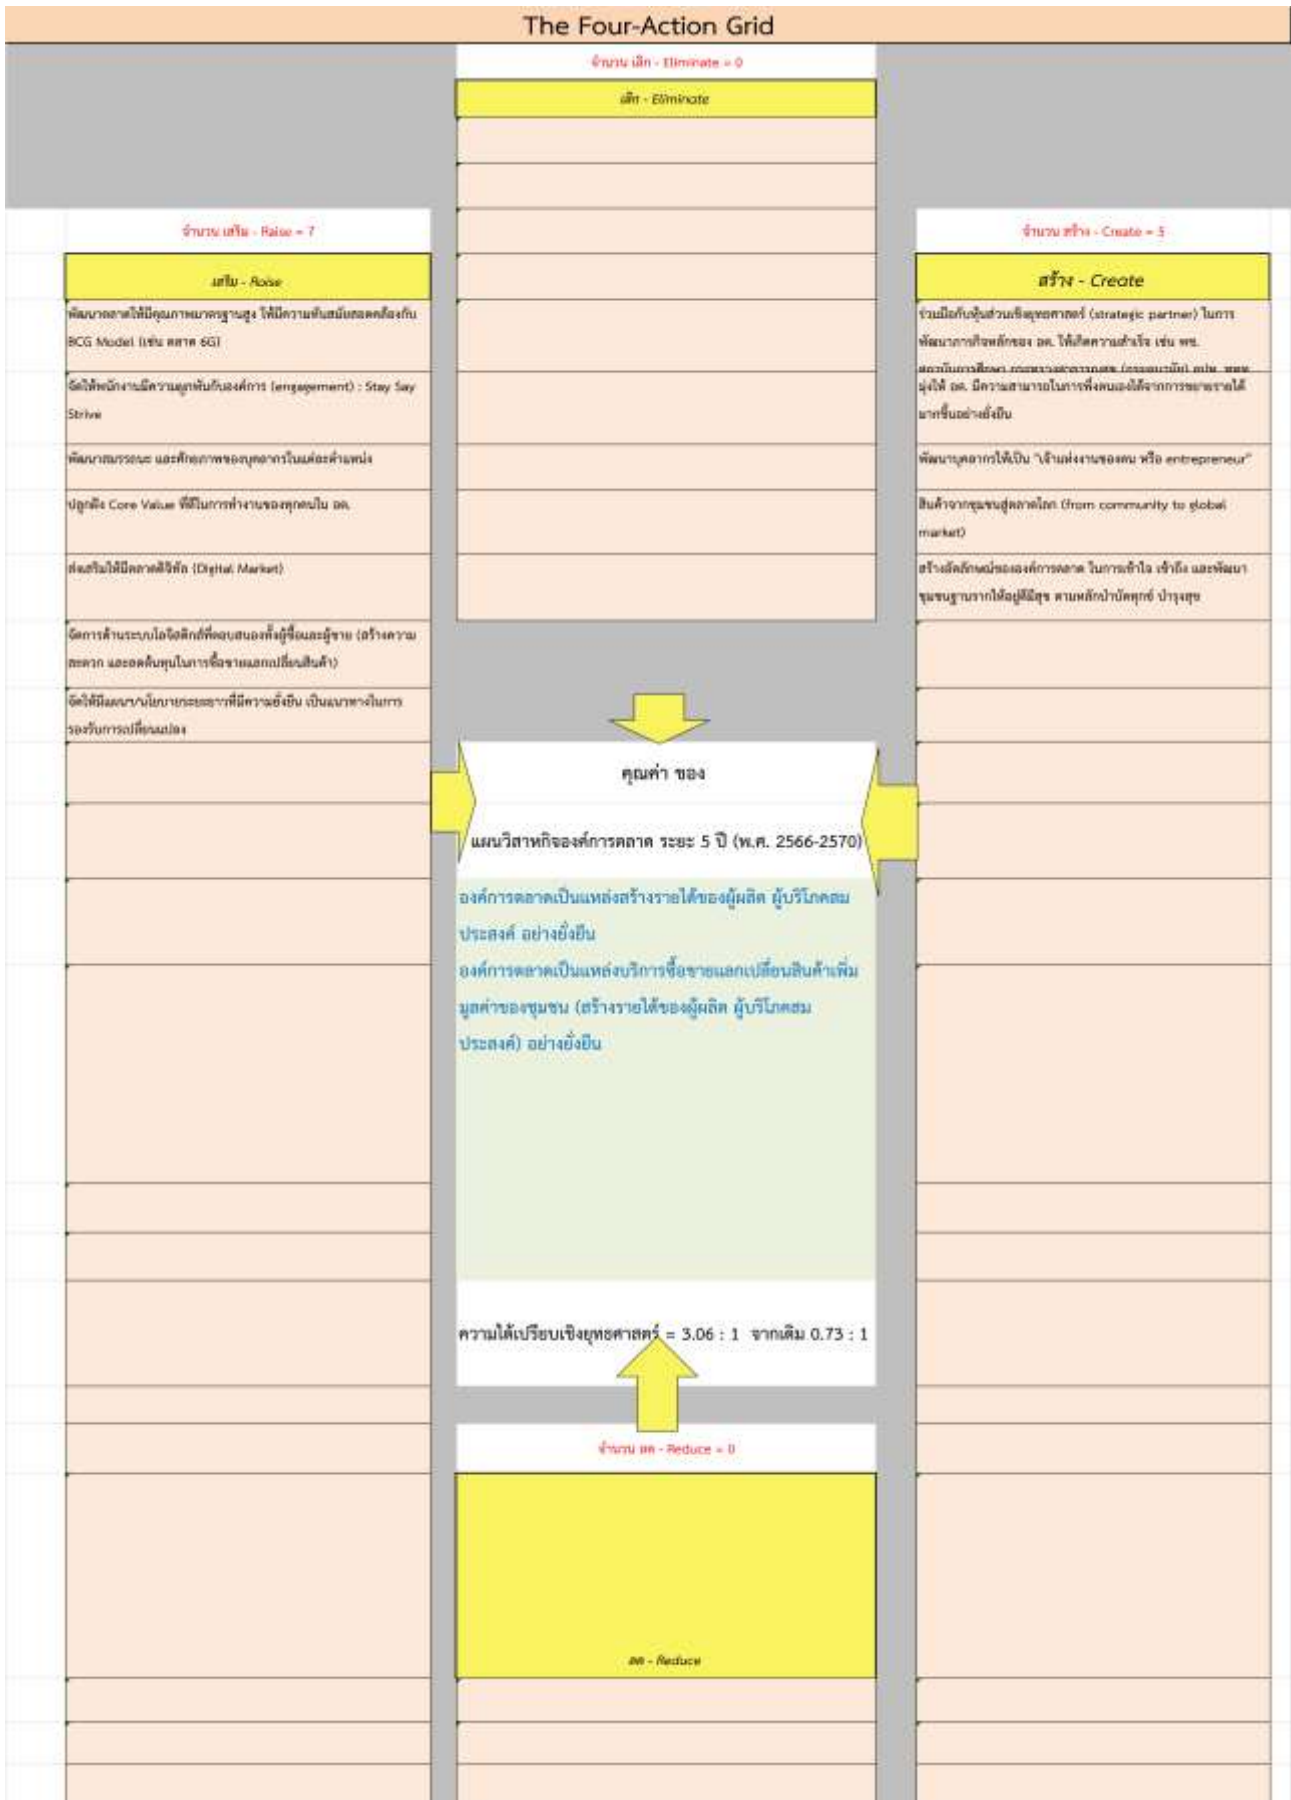 The Four-Action Grid
จำนวน เลิก - Eliminate = 0
เลิก - Eliminate
จำนวน เสริม - Raise = 7
เสริม - Raise
พัฒนาตลาดให้มีคุณภาพมาตรฐานสูง ให้มีความทันสมัยสอดคล้องกับ
BCG Model (เช่น ตลาด 6G)
จัดให้พนักงานมีความผูกพันกับองค์การ (engagement) : Stay Say
Strive
พัฒนาสมรรถนะ และศักยภาพของบุคลากรในแต่ละตำแหน่ง
ปลูกฝัง Core Value ที่ดีในการทำงานของทุกคนใน อต.
ส่งเสริมให้มีตลาดดิจิทัล (Digital Market)
จัดการด้านระบบโลจิสติกส์ที่ตอบสนองทั้งผู้ซื้อและผู้ขาย (สร้างความ
สะดวก และลดต้นทุนในการซื้อขายแลกเปลี่ยนสินค้า)
จัดให้มีแผนฯ/นโยบายระยะยาวที่มีความยั่งยืน เป็นแนวทางในการ
รองรับการเปลี่ยนแปลง
จำนวน สร้าง - Create = 5
สร้าง - Create
ร่วมมือกับหุ้นส่วนเชิงยุทธศาสตร์ (strategic partner) ในการ
พัฒนาภารกิจหลักของ อต. ให้เกิดความสำเร็จ เช่น พช.
สถาบันการศึกษา กระทรวงสาธารณสุข (กรมอนามัย)
มุ่งให้ อต. มีความสามารถในการพึ่งตนเองได้จากการขยายรายได้
มากขึ้นอย่างยั่งยืน
พัฒนาบุคลากรให้เป็น "เจ้าแห่งงานของตน หรือ entrepreneur"
สินค้าจากชุมชนสู่ตลาดโลก (from community to global
market)
สร้างอัตลักษณ์ขององค์การตลาด ในการเข้าใจ เข้าถึง และพัฒนา
ชุมชนฐานรากให้อยู่ดีมีสุข ตามหลักบำบัดทุกข์ บำรุงสุข
คุณค่า ของ
แผนวิสาหกิจองค์การตลาด ระยะ 5 ปี (พ.ศ. 2566-2570)
องค์การตลาดเป็นแหล่งสร้างรายได้ของผู้ผลิต ผู้บริโภคสม
ประสงค์ อย่างยั่งยืน
องค์การตลาดเป็นแหล่งบริการซื้อขายแลกเปลี่ยนสินค้าเพิ่ม
มูลค่าของชุมชน (สร้างรายได้ของผู้ผลิต ผู้บริโภคสม
ประสงค์) อย่างยั่งยืน
ความได้เปรียบเชิงยุทธศาสตร์ = 3.06 : 1 จากเดิม 0.73 : 1
จำนวน ลด - Reduce = 0
ลด - Reduce